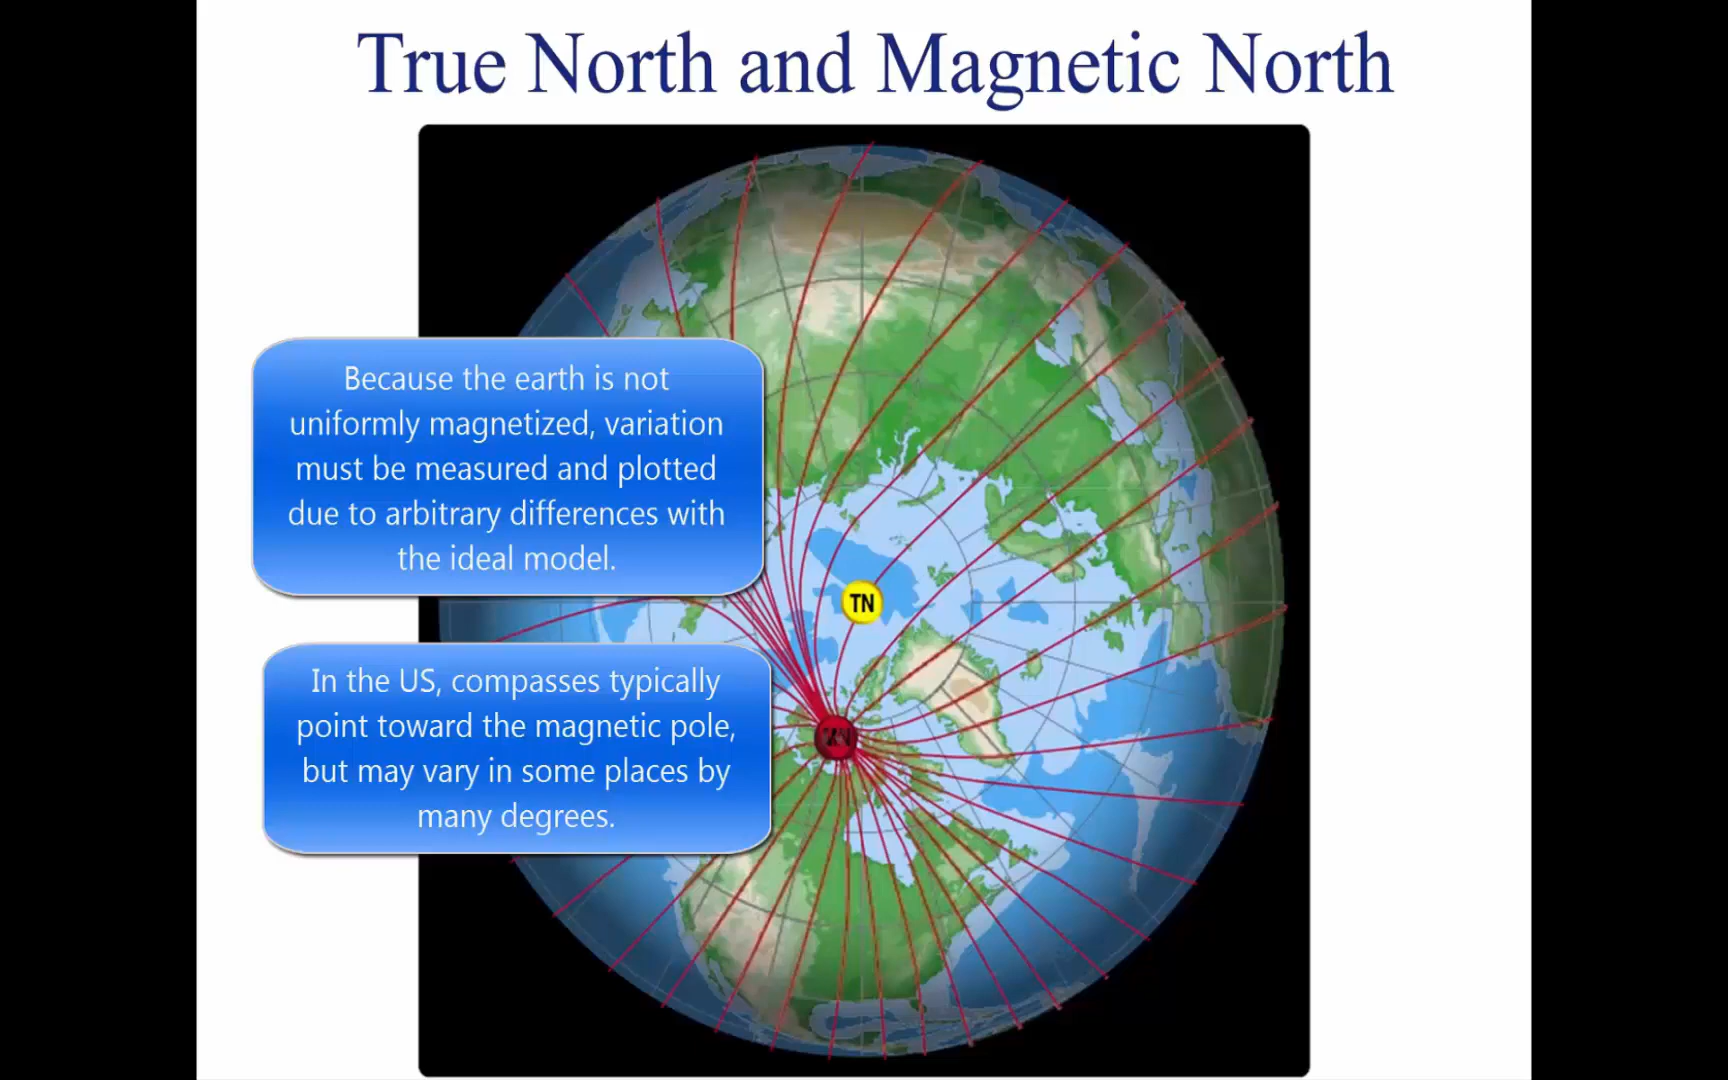 True North and Magnetic North
Because the earth is not
uniformly magnetized, variation
must be measured and plotted
due to arbitrary differences with
the ideal model.
TN
In the US, compasses typically
point toward the magnetic pole,
but may vary in some places by
many degrees.